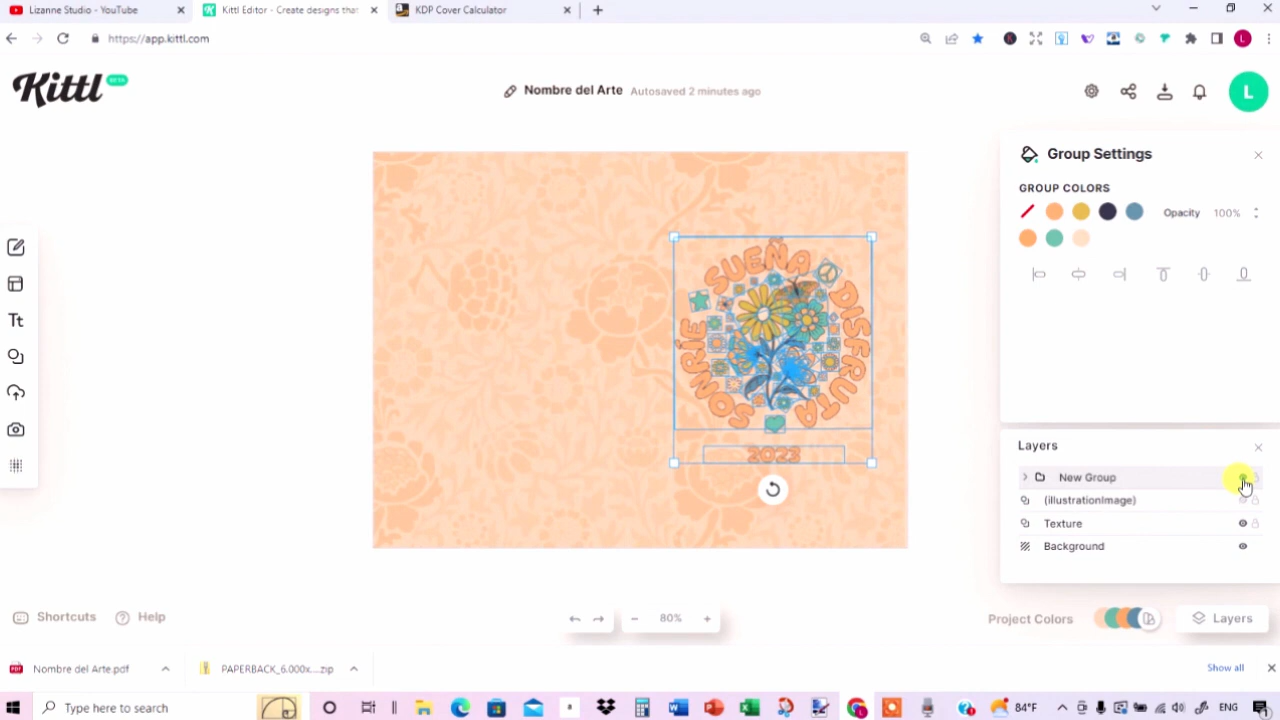 Lizanne Studio - YouTube
Kittl Editor - Create designs that
KDP Cover Calculator
https://app.kittl.com
L
Kittl BETA
Nombre del Arte Autosaved 2 minutes ago
L
Group Settings
GROUP COLORS
Opacity 100%
SUEÑA
DISFRUTA
SONRÍE
2023
Tt
Layers
New Group
(illustrationImage)
Texture
Background
Shortcuts
Help
80%
Project Colors
Layers
Nombre del Arte.pdf
PAPERBACK_6.000x....zip
Show all
Type here to search
84°F
ENG